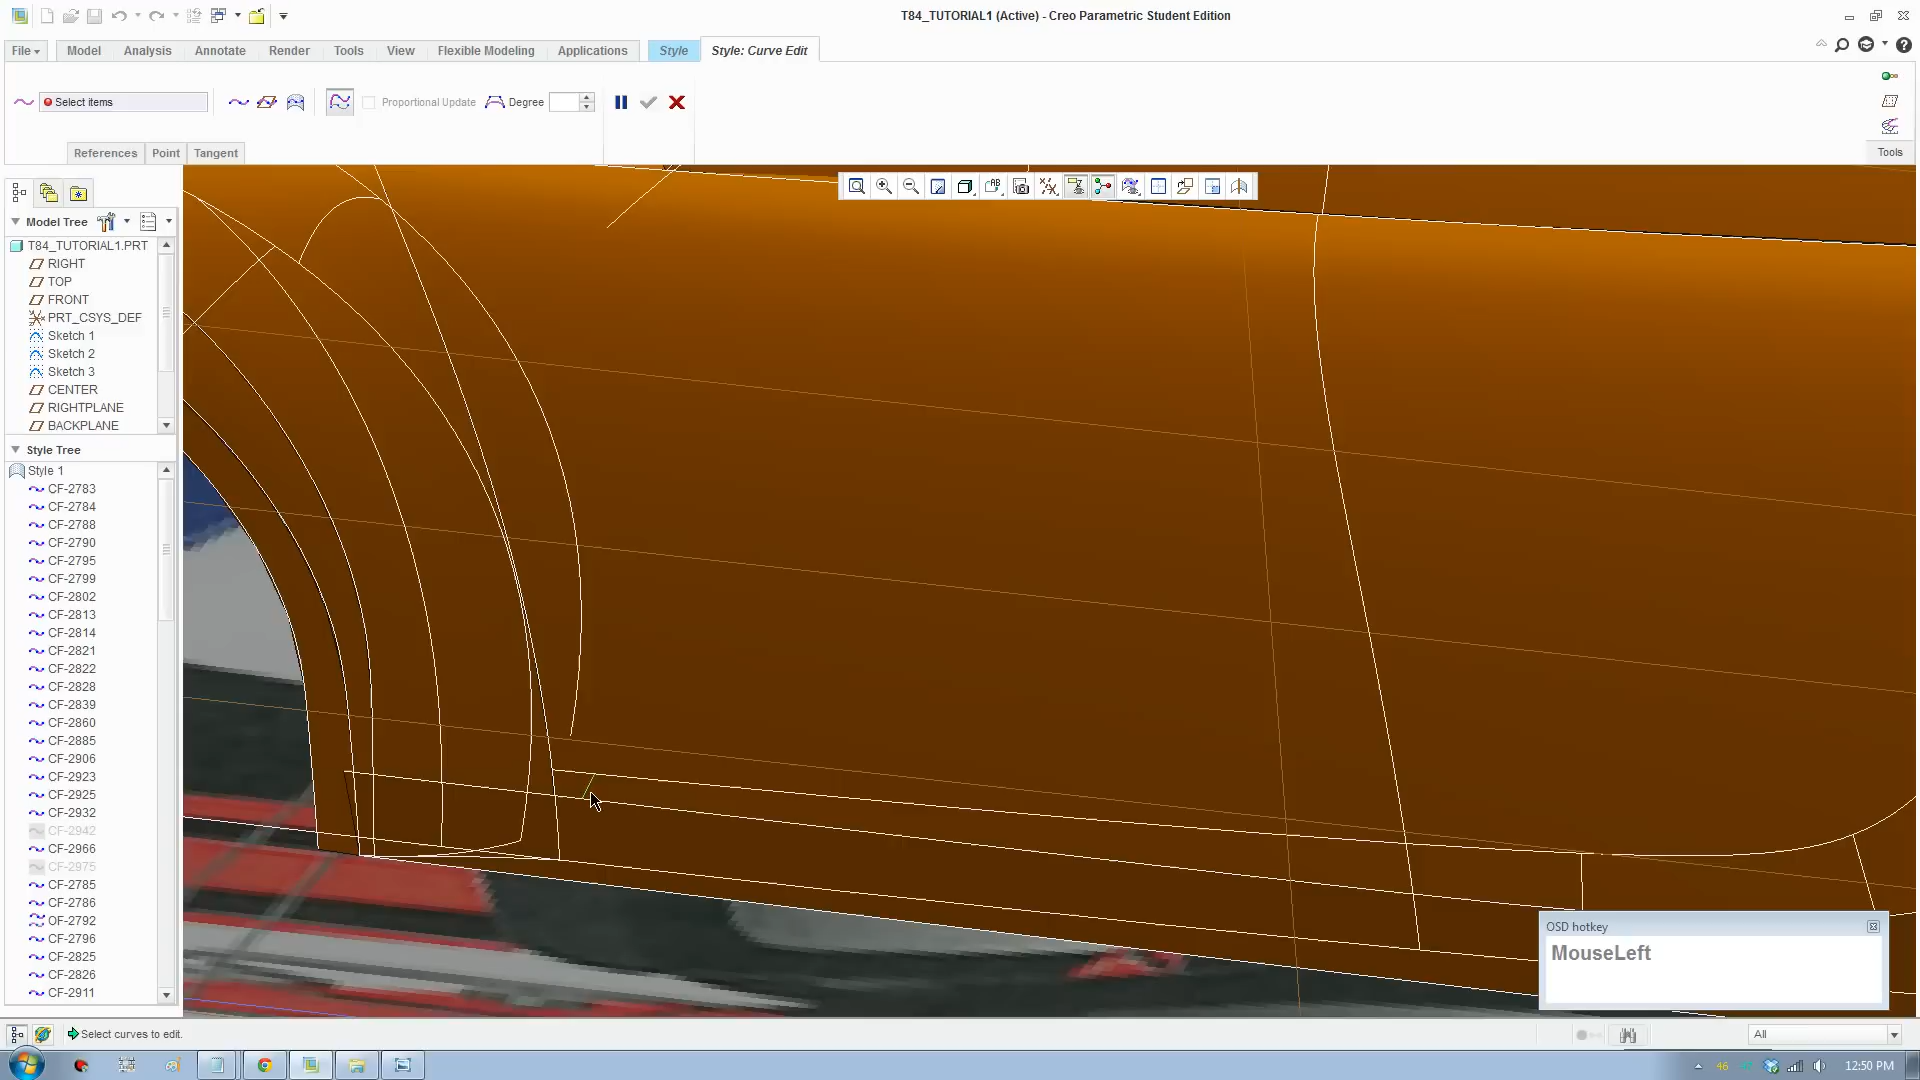 T84_TUTORIAL1 (Active) - Creo Parametric Student Edition
File
Model
Analysis
Annotate
Render
Tools
View
Flexible Modeling
Applications
Style
Style: Curve Edit
Select items
Proportional Update
Degree
References
Point
Tangent
Tools
Model Tree
T84_TUTORIAL1.PRT
RIGHT
TOP
FRONT
PRT_CSYS_DEF
Sketch 1
Sketch 2
Sketch 3
CENTER
RIGHTPLANE
BACKPLANE
Style Tree
Style 1
CF-2783
CF-2784
CF-2788
CF-2790
CF-2795
CF-2799
CF-2802
CF-2813
CF-2814
CF-2821
CF-2822
CF-2828
CF-2839
CF-2860
CF-2885
CF-2906
CF-2923
CF-2925
CF-2932
CF-2942
CF-2966
CF-2975
CF-2785
CF-2786
OF-2792
CF-2796
CF-2825
CF-2826
CF-2911
OSD hotkey
MouseLeft
Select curves to edit.
All
46
12:50 PM